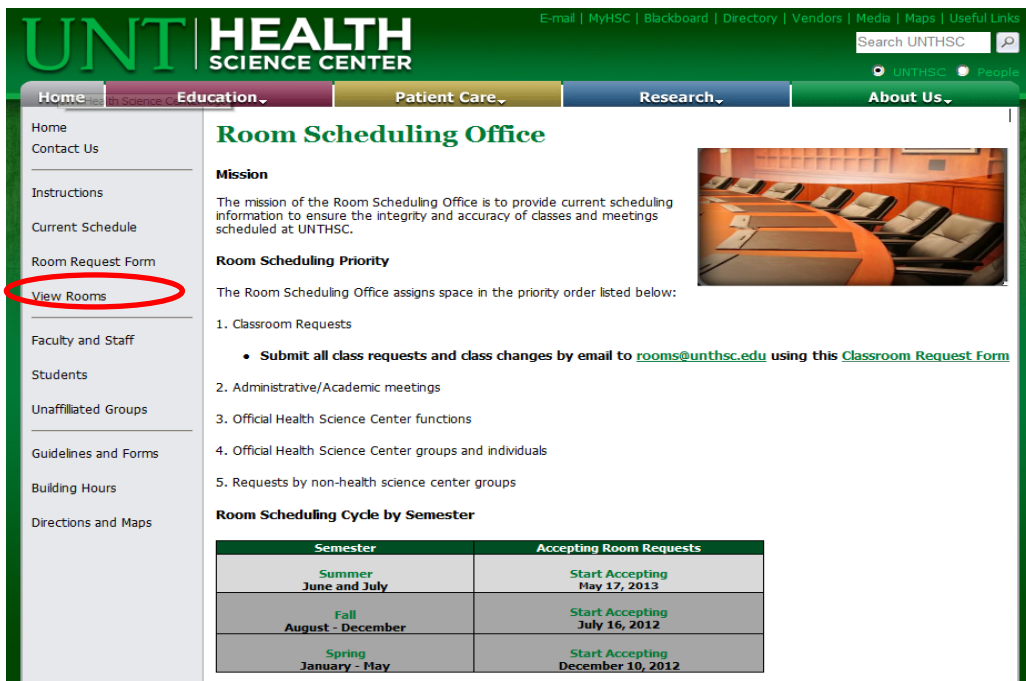 E-mail | MyHSC | Blackboard | Directory | Vendors | Media | Maps | Useful Links
UNT HEALTH
SCIENCE CENTER
Search UNTHSC
UNTHSC People
Home Education Patient Care Research About Us
Home
Contact Us
Instructions
Current Schedule
Room Request Form
View Rooms
Faculty and Staff
Students
Unaffiliated Groups
Guidelines and Forms
Building Hours
Directions and Maps
Room Scheduling Office
Mission
The mission of the Room Scheduling Office is to provide current scheduling
information to ensure the integrity and accuracy of classes and meetings
scheduled at UNTHSC.
Room Scheduling Priority
The Room Scheduling Office assigns space in the priority order listed below:
1. Classroom Requests
• Submit all class requests and class changes by email to rooms@unthsc.edu using this Classroom Request Form
2. Administrative/Academic meetings
3. Official Health Science Center functions
4. Official Health Science Center groups and individuals
5. Requests by non-health science center groups
Room Scheduling Cycle by Semester
Semester Accepting Room Requests
Summer Start Accepting
June and July May 17, 2013
Fall Start Accepting
August - December July 16, 2012
Spring Start Accepting
January - May December 10, 2012